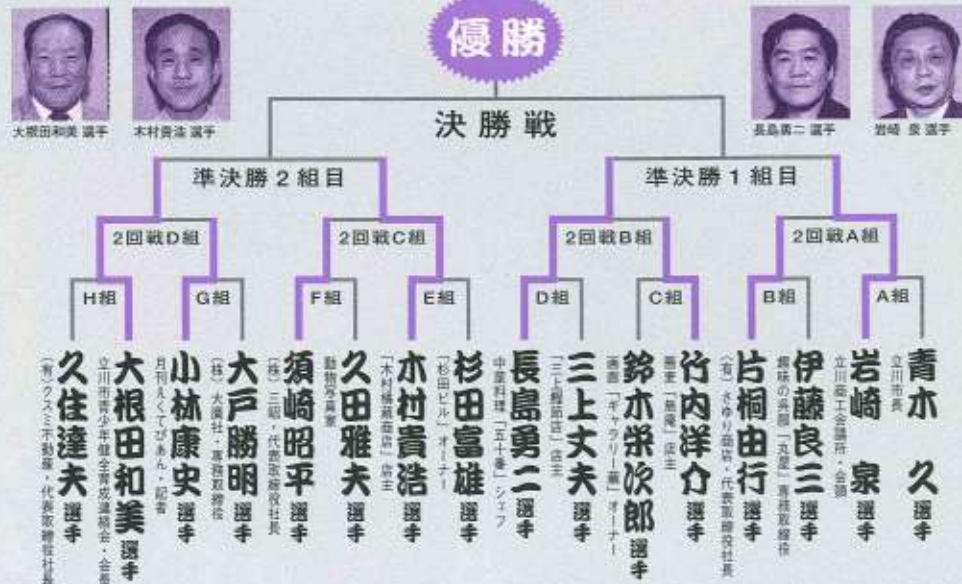 優勝
大根田和美 選手
木村貴浩 選手
長島勇二 選手
岩崎 泉 選手
決勝戦
準決勝2組目
準決勝1組目
2回戦D組
2回戦C組
2回戦B組
2回戦A組
H組
G組
F組
E組
D組
C組
B組
A組
青木 久 選手
立川市長
岩崎 泉 選手
立川商工会議所・会頭
伊藤良三 選手
趣味の呉服「丸屋」専務取締役
片桐由行 選手
(有)さゆり商店・代表取締役社長
竹内洋介 選手
蕎麦「無庵」店主
鈴木栄次郎 選手
画廊「ギャラリー」オーナー
三上丈夫 選手
「三上鰹節店」店主
長島勇二 選手
中華料理「五十番」シェフ
杉田富雄 選手
「杉田ビル」オーナー
木村貴浩 選手
「木村桶蔵商店」店主
久田雅夫 選手
動物写真家
須崎昭平 選手
(株)三昭・代表取締役社長
大戸勝明 選手
(株)大廣社・専務取締役
小林康史 選手
月刊えくてびあん・記者
大根田和美 選手
立川市青少年健全育成連絡会・会長
久住達夫 選手
(有)クスミ不動産・代表取締役社長